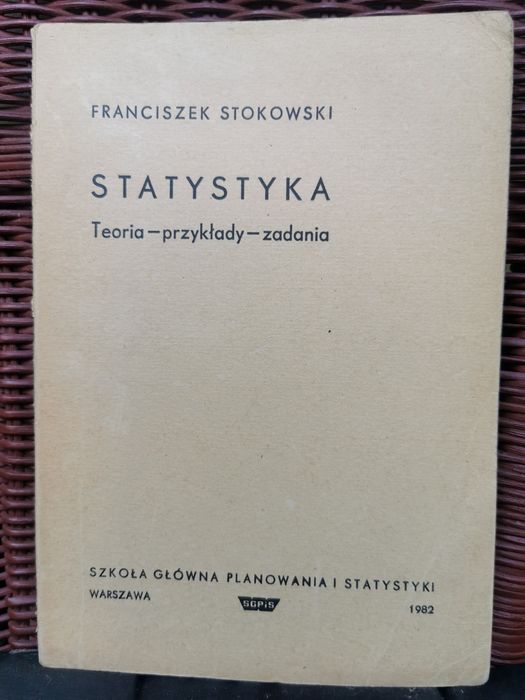 FRANCISZEK STOKOWSKI
STATYSTYKA
Teoria — przykłady — zadania
SZKOŁA GŁÓWNA PLANOWANIA I STATYSTYKI
WARSZAWA SGPiS 1982